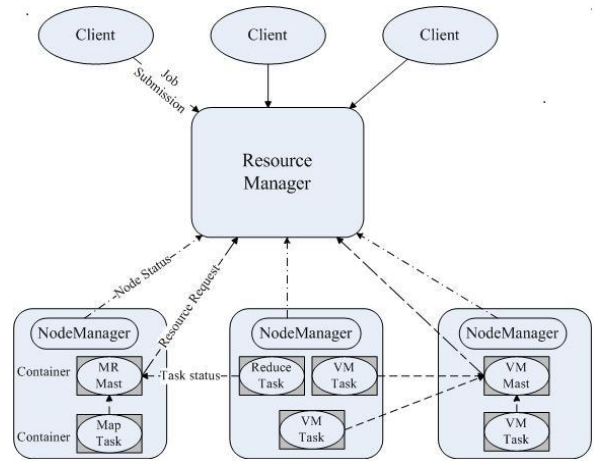 Client
Client
Client
Job
Submission
Resource
Manager
Node Status
Resource Request
NodeManager
NodeManager
NodeManager
Container
MR
Mast
Task status
Reduce
Task
VM
Task
VM
Mast
Container
Map
Task
VM
Task
VM
Task